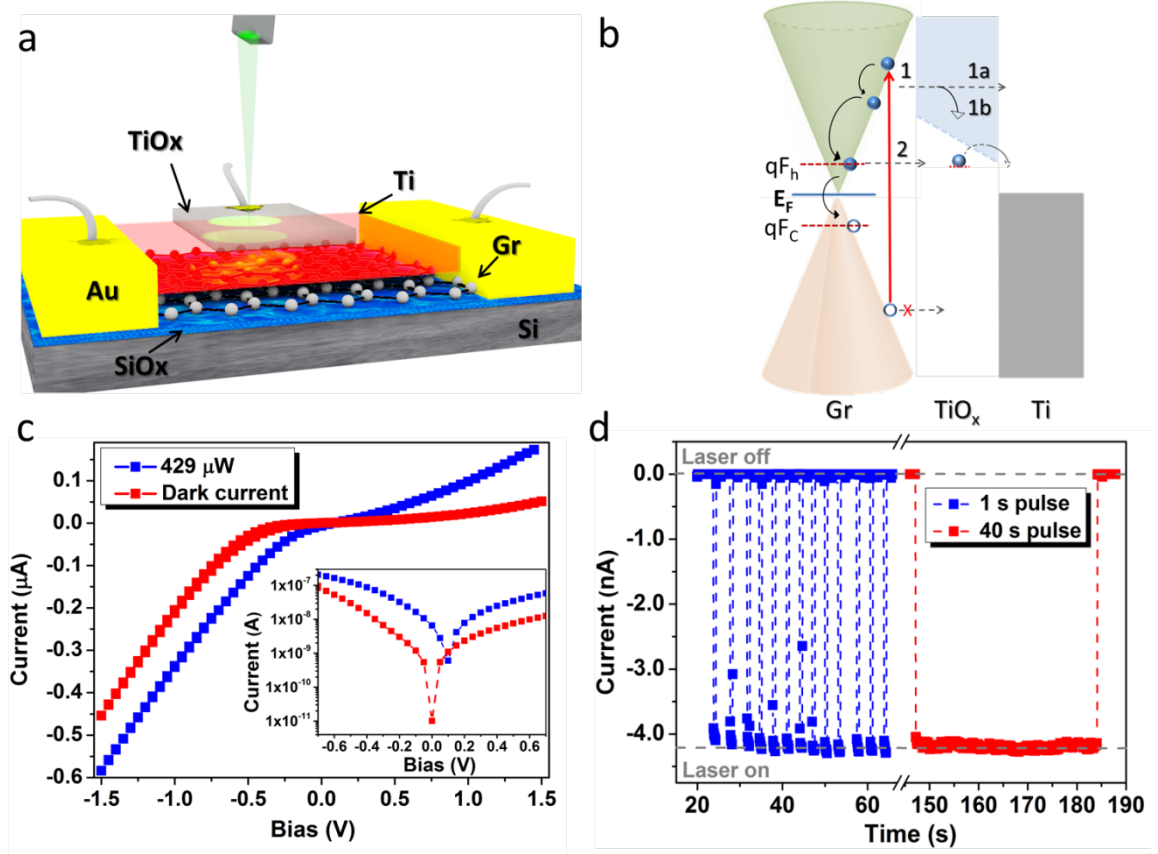 a
TiOx
Ti
Gr
Au
Si
SiOx
b
1
1a
1b
2
qF_h
E_F
qF_C
x
Gr
TiO_x
Ti
c
429 μW
Dark current
Current (μA)
0.1
0.0
-0.1
-0.2
-0.3
-0.4
-0.5
-0.6
-1.5 -1.0 -0.5 0.0 0.5 1.0 1.5
Bias (V)
Current (A)
1x10^-7
1x10^-8
1x10^-9
1x10^-10
1x10^-11
-0.6 -0.4 -0.2 0.0 0.2 0.4 0.6
Bias (V)
d
Laser off
1 s pulse
40 s pulse
Laser on
Current (nA)
0.0
-1.0
-2.0
-3.0
-4.0
20 40 60 150 160 170 180 190
Time (s)